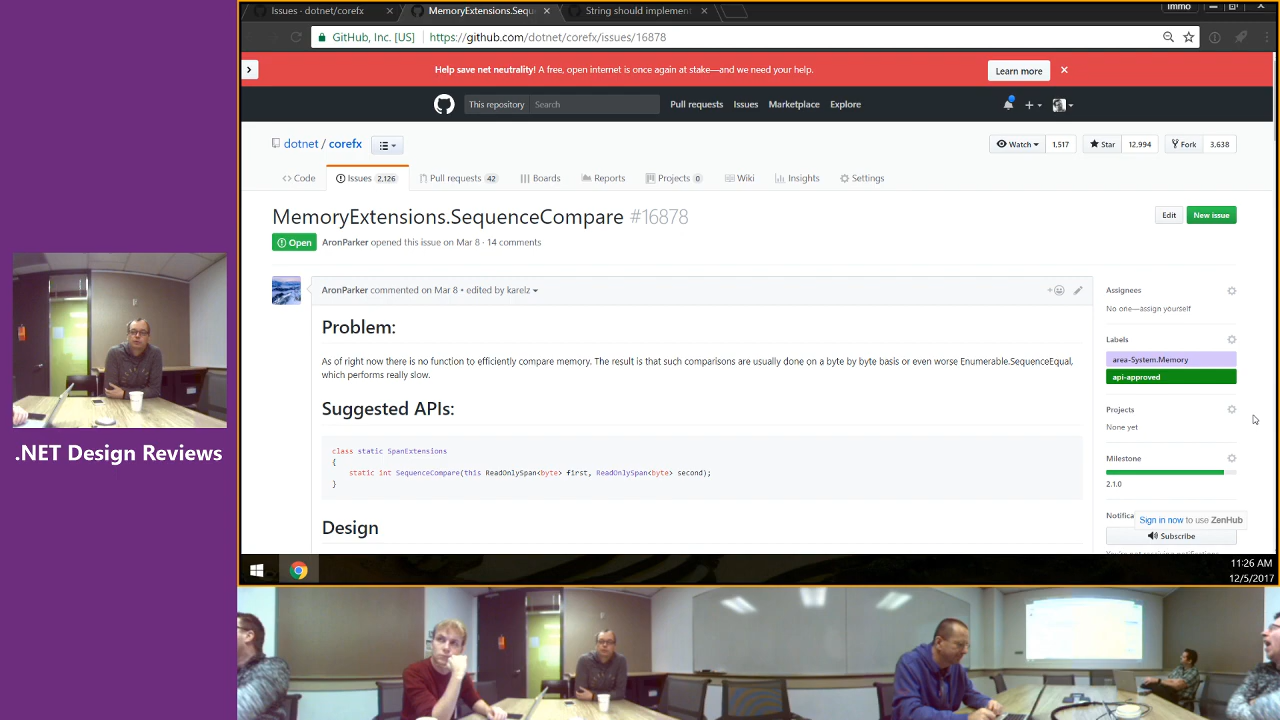 Issues · dotnet/corefx
MemoryExtensions.Sequ
String should implement
Immo
GitHub, Inc. [US]
https://github.com/dotnet/corefx/issues/16878
Help save net neutrality! A free, open internet is once again at stake—and we need your help.
Learn more
This repository
Search
Pull requests
Issues
Marketplace
Explore
dotnet / corefx
Watch
1,517
Star
12,994
Fork
3,638
Code
Issues 2,126
Pull requests 42
Boards
Reports
Projects 0
Wiki
Insights
Settings
MemoryExtensions.SequenceCompare #16878
Edit
New issue
Open
AronParker opened this issue on Mar 8 · 14 comments
AronParker commented on Mar 8 • edited by karelz
Problem:
As of right now there is no function to efficiently compare memory. The result is that such comparisons are usually done on a byte by byte basis or even worse Enumerable.SequenceEqual,
which performs really slow.
Suggested APIs:
class static SpanExtensions
{
static int SequenceCompare(this ReadOnlySpan<byte> first, ReadOnlySpan<byte> second);
}
Design
Assignees
No one—assign yourself
Labels
area-System.Memory
api-approved
Projects
None yet
Milestone
2.1.0
Notifica
Sign in now to use ZenHub
Subscribe
11:26 AM
12/5/2017
.NET Design Reviews